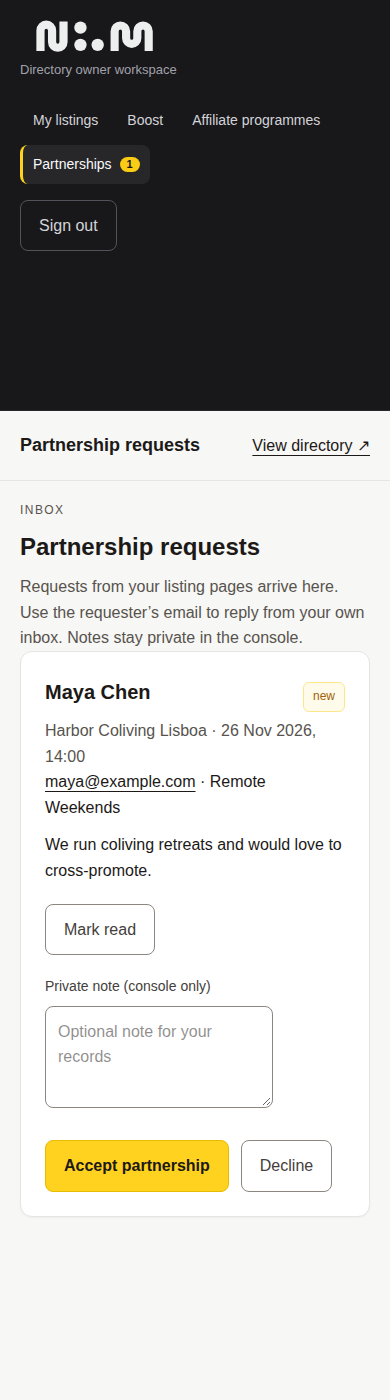 Directory owner workspace
My listings Boost Affiliate programmes
Partnerships 1
Sign out
Partnership requests View directory ↗
INBOX
Partnership requests
Requests from your listing pages arrive here.
Use the requester’s email to reply from your own
inbox. Notes stay private in the console.
Maya Chen new
Harbor Coliving Lisboa · 26 Nov 2026,
14:00
maya@example.com · Remote
Weekends
We run coliving retreats and would love to
cross-promote.
Mark read
Private note (console only)
Optional note for your
records
Accept partnership Decline